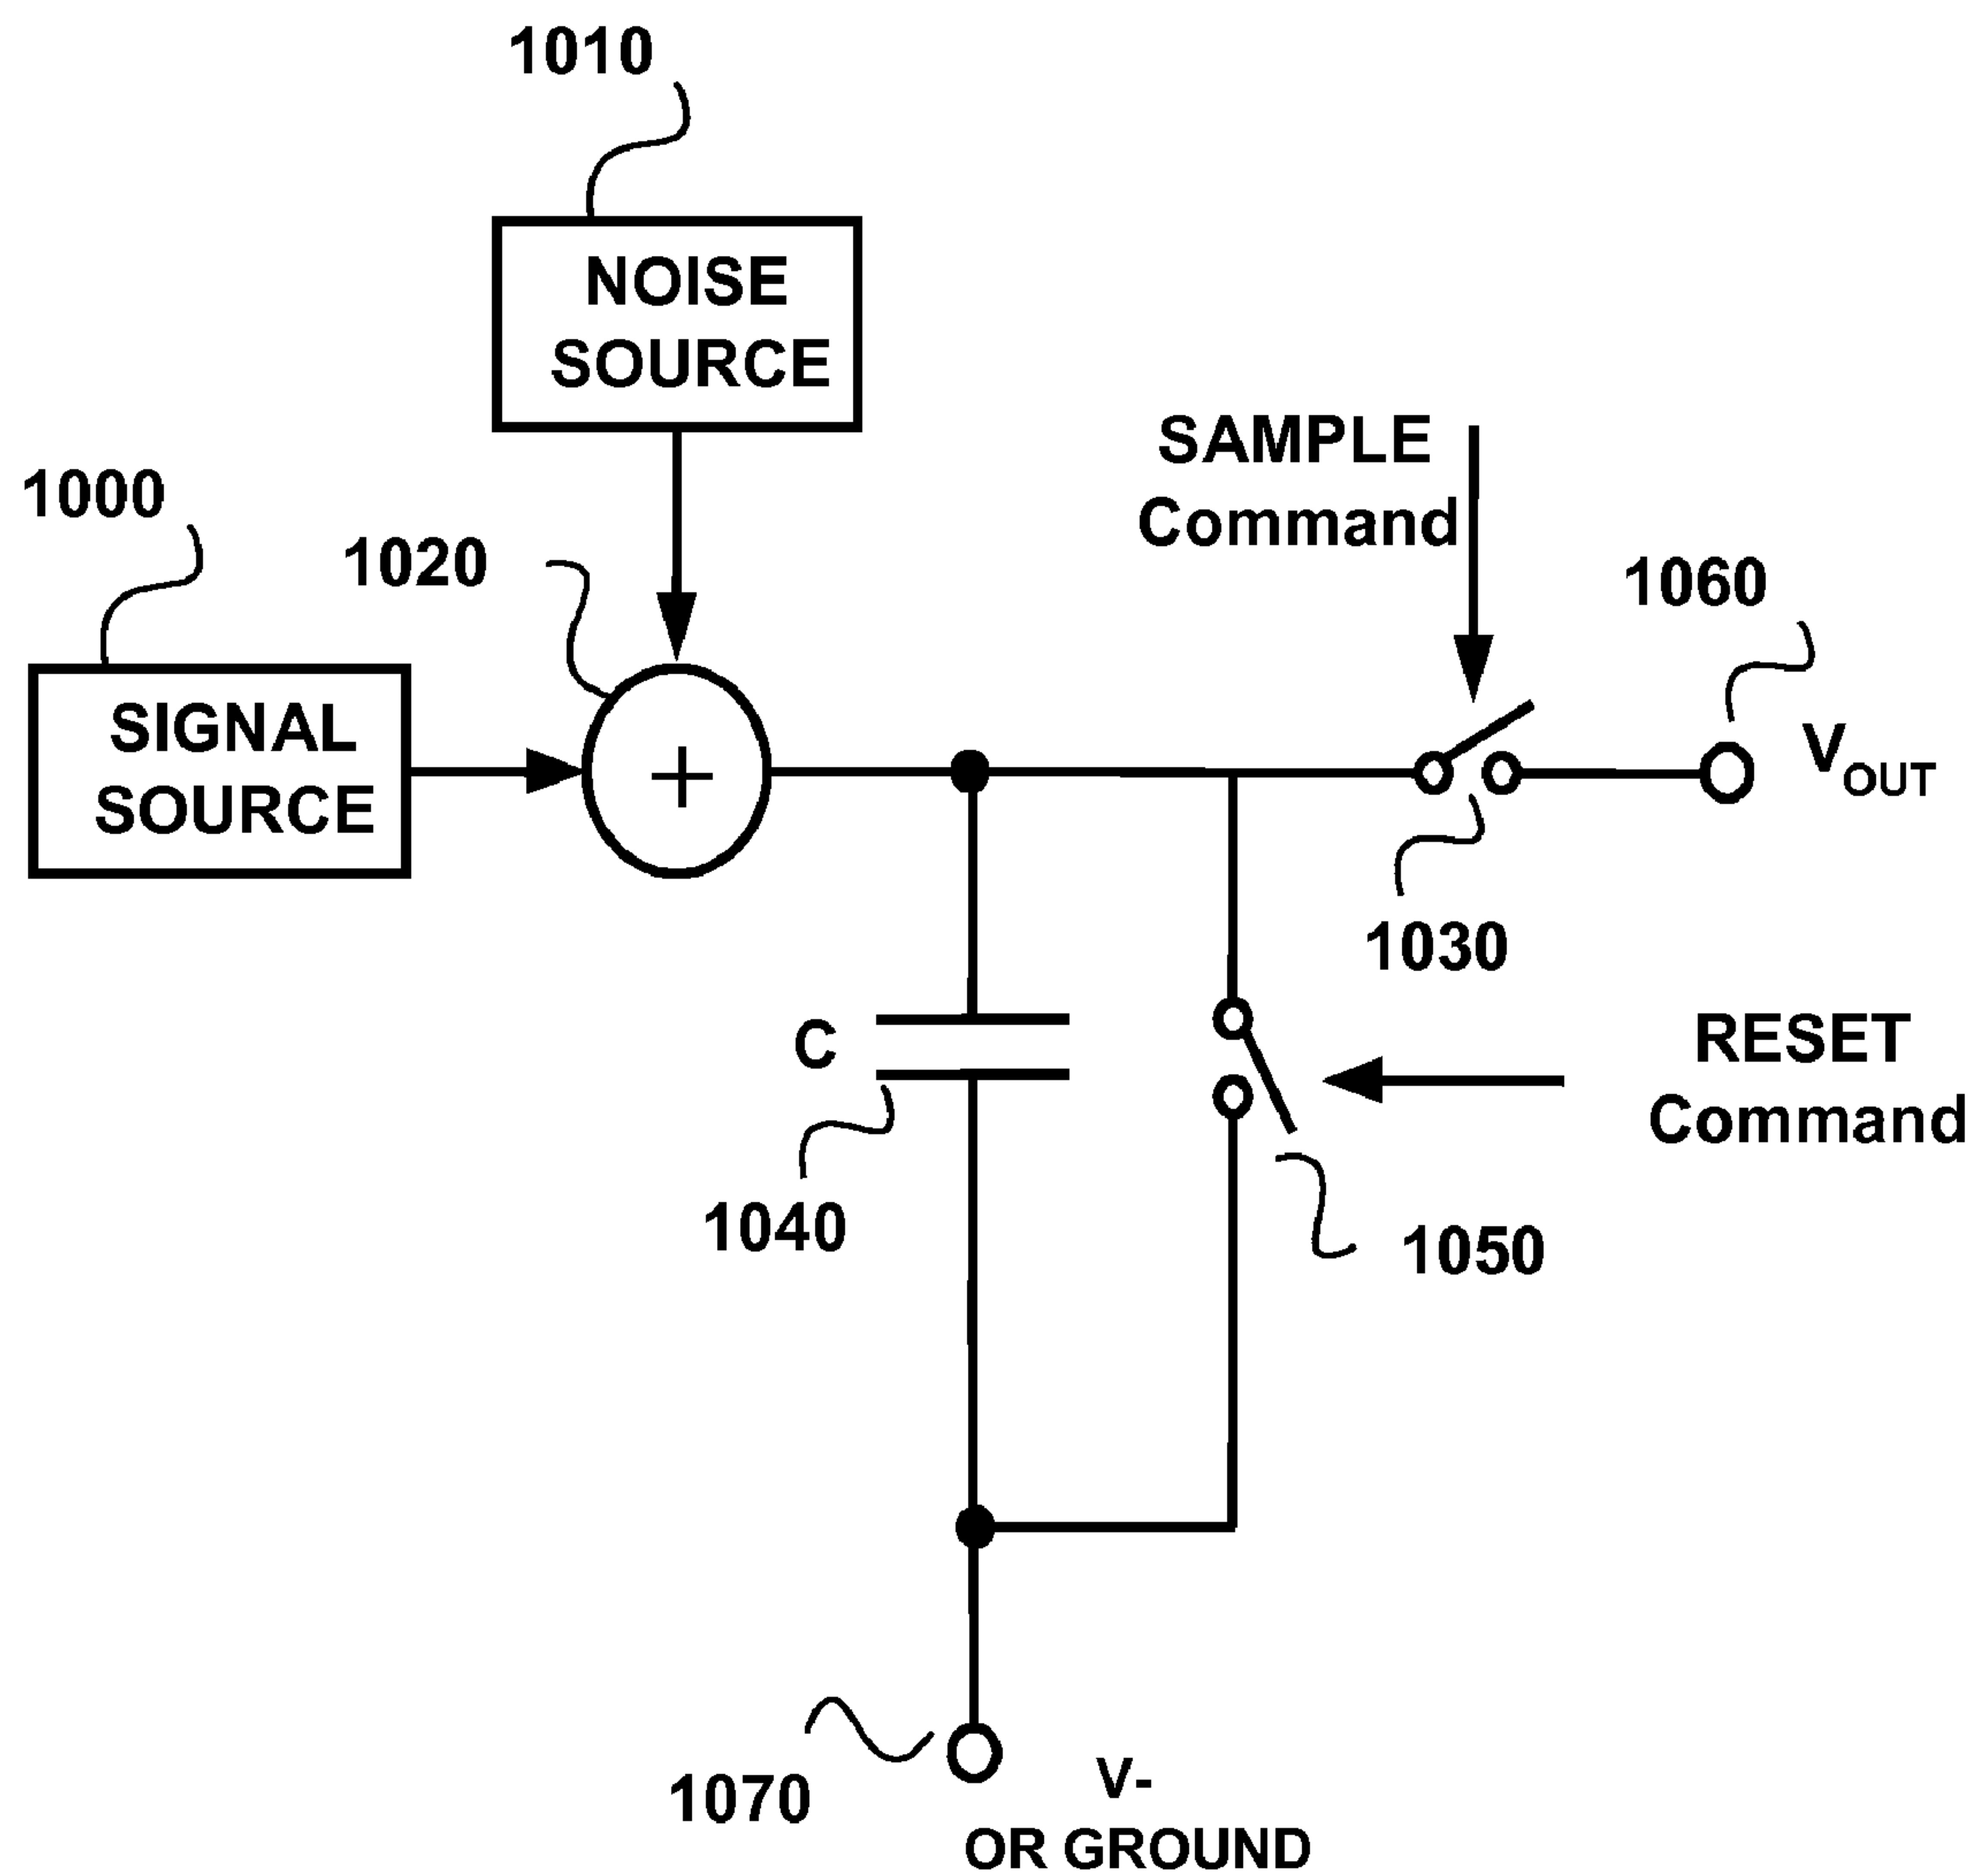 1010
NOISE
SOURCE
SAMPLE
Command
1000
1020
1060
SIGNAL
SOURCE
+
VOUT
1030
C
RESET
Command
1040
1050
1070
V-
OR GROUND